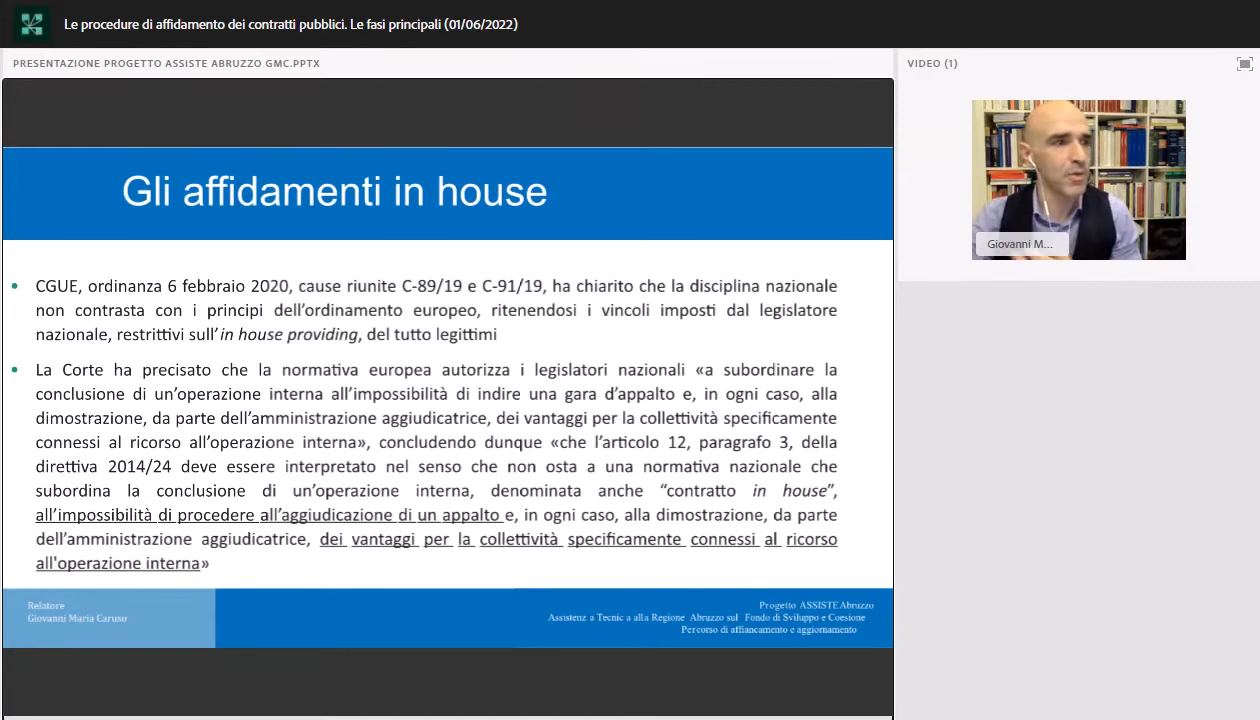 Le procedure di affidamento dei contratti pubblici. Le fasi principali (01/06/2022)
PRESENTAZIONE PROGETTO ASSISTE ABRUZZO GMC.PPTX
VIDEO (1)
Gli affidamenti in house
• CGUE, ordinanza 6 febbraio 2020, cause riunite C-89/19 e C-91/19, ha chiarito che la disciplina nazionale
non contrasta con i principi dell'ordinamento europeo, ritenendosi i vincoli imposti dal legislatore
nazionale, restrittivi sull'in house providing, del tutto legittimi
• La Corte ha precisato che la normativa europea autorizza i legislatori nazionali «a subordinare la
conclusione di un'operazione interna all'impossibilità di indire una gara d'appalto e, in ogni caso, alla
dimostrazione, da parte dell'amministrazione aggiudicatrice, dei vantaggi per la collettività specificamente
connessi al ricorso all'operazione interna», concludendo dunque «che l'articolo 12, paragrafo 3, della
direttiva 2014/24 deve essere interpretato nel senso che non osta a una normativa nazionale che
subordina la conclusione di un'operazione interna, denominata anche "contratto in house",
all'impossibilità di procedere all'aggiudicazione di un appalto e, in ogni caso, alla dimostrazione, da parte
dell'amministrazione aggiudicatrice, dei vantaggi per la collettività specificamente connessi al ricorso
all'operazione interna»
Giovanni M...
Relatore
Giovanni Maria Caruso
Progetto ASSISTE Abruzzo
Assistenz a Tecnic a alla Regione Abruzzo sul Fondo di Sviluppo e Coesione
Percorso di affiancamento e aggiornamento